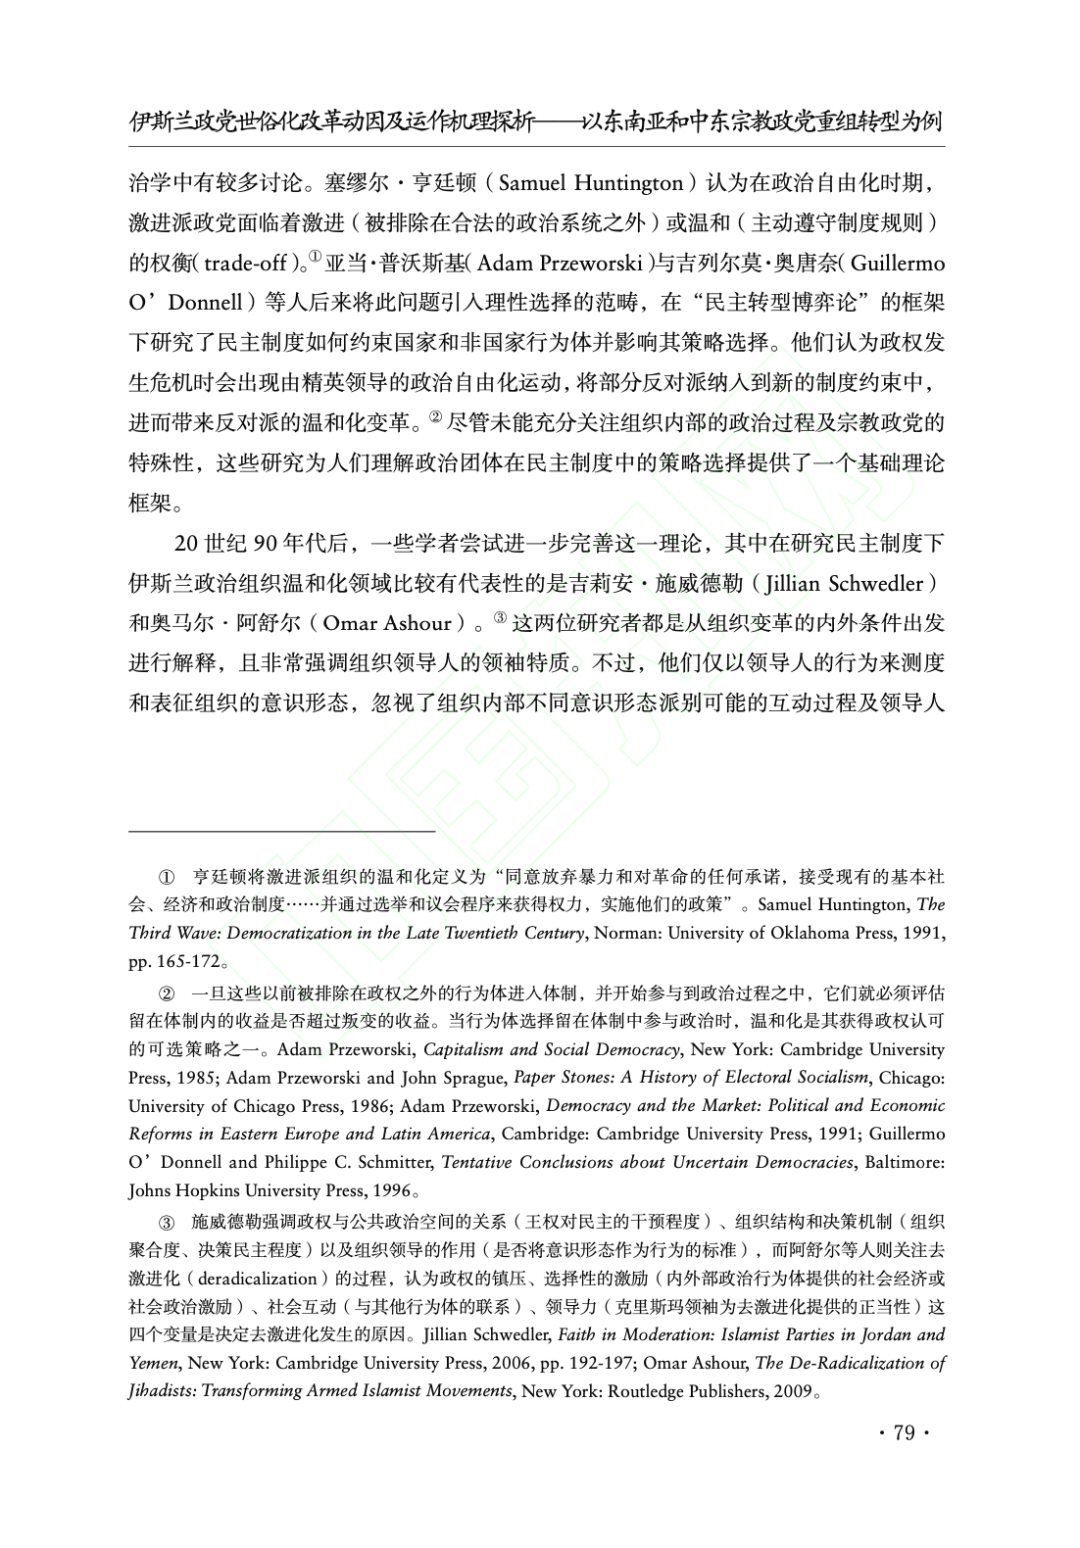 伊斯兰政党世俗化改革动因及运作机理探析——以东南亚和中东宗教政党重组转型为例
治学中有较多讨论。塞缪尔·亨廷顿（Samuel Huntington）认为在政治自由化时期，
激进派政党面临着激进（被排除在合法的政治系统之外）或温和（主动遵守制度规则）
的权衡（trade-off）。①亚当·普沃斯基（Adam Przeworski）与吉列尔莫·奥唐奈（Guillermo
O’Donnell）等人后来将此问题引入理性选择的范畴，在“民主转型博弈论”的框架
下研究了民主制度如何约束国家和非国家行为体并影响其策略选择。他们认为政权发
生危机时会出现由精英领导的政治自由化运动，将部分反对派纳入到新的制度约束中，
进而带来反对派的温和化变革。②尽管未能充分关注组织内部的政治过程及宗教政党的
特殊性，这些研究为人们理解政治团体在民主制度中的策略选择提供了一个基础理论
框架。
20世纪90年代后，一些学者尝试进一步完善这一理论，其中在研究民主制度下
伊斯兰政治组织温和化领域比较有代表性的是吉莉安·施威德勒（Jillian Schwedler）
和奥马尔·阿舒尔（Omar Ashour）。③这两位研究者都是从组织变革的内外条件出发
进行解释，且非常强调组织领导人的领袖特质。不过，他们仅以领导人的行为来测度
和表征组织的意识形态，忽视了组织内部不同意识形态派别可能的互动过程及领导人
① 亨廷顿将激进派组织的温和化定义为“同意放弃暴力和对革命的任何承诺，接受现有的基本社
会、经济和政治制度……并通过选举和议会程序来获得权力，实施他们的政策”。Samuel Huntington, The
Third Wave: Democratization in the Late Twentieth Century, Norman: University of Oklahoma Press, 1991,
pp. 165-172。
② 一旦这些以前被排除在政权之外的行为体进入体制，并开始参与到政治过程之中，它们就必须评估
留在体制内的收益是否超过叛变的收益。当行为体选择留在体制中参与政治时，温和化是其获得政权认可
的可选策略之一。Adam Przeworski, Capitalism and Social Democracy, New York: Cambridge University
Press, 1985; Adam Przeworski and John Sprague, Paper Stones: A History of Electoral Socialism, Chicago:
University of Chicago Press, 1986; Adam Przeworski, Democracy and the Market: Political and Economic
Reforms in Eastern Europe and Latin America, Cambridge: Cambridge University Press, 1991; Guillermo
O’Donnell and Philippe C. Schmitter, Tentative Conclusions about Uncertain Democracies, Baltimore:
Johns Hopkins University Press, 1996。
③ 施威德勒强调政权与公共政治空间的关系（王权对民主的干预程度）、组织结构和决策机制（组织
聚合度、决策民主程度）以及组织领导的作用（是否将意识形态作为行为的标准），而阿舒尔等人则关注去
激进化（deradicalization）的过程，认为政权的镇压、选择性的激励（内外部政治行为体提供的社会经济或
社会政治激励）、社会互动（与其他行为体的联系）、领导力（克里斯玛领袖为去激进化提供的正当性）这
四个变量是决定去激进化发生的原因。Jillian Schwedler, Faith in Moderation: Islamist Parties in Jordan and
Yemen, New York: Cambridge University Press, 2006, pp. 192-197; Omar Ashour, The De-Radicalization of
Jihadists: Transforming Armed Islamist Movements, New York: Routledge Publishers, 2009。
·79·
中国知网